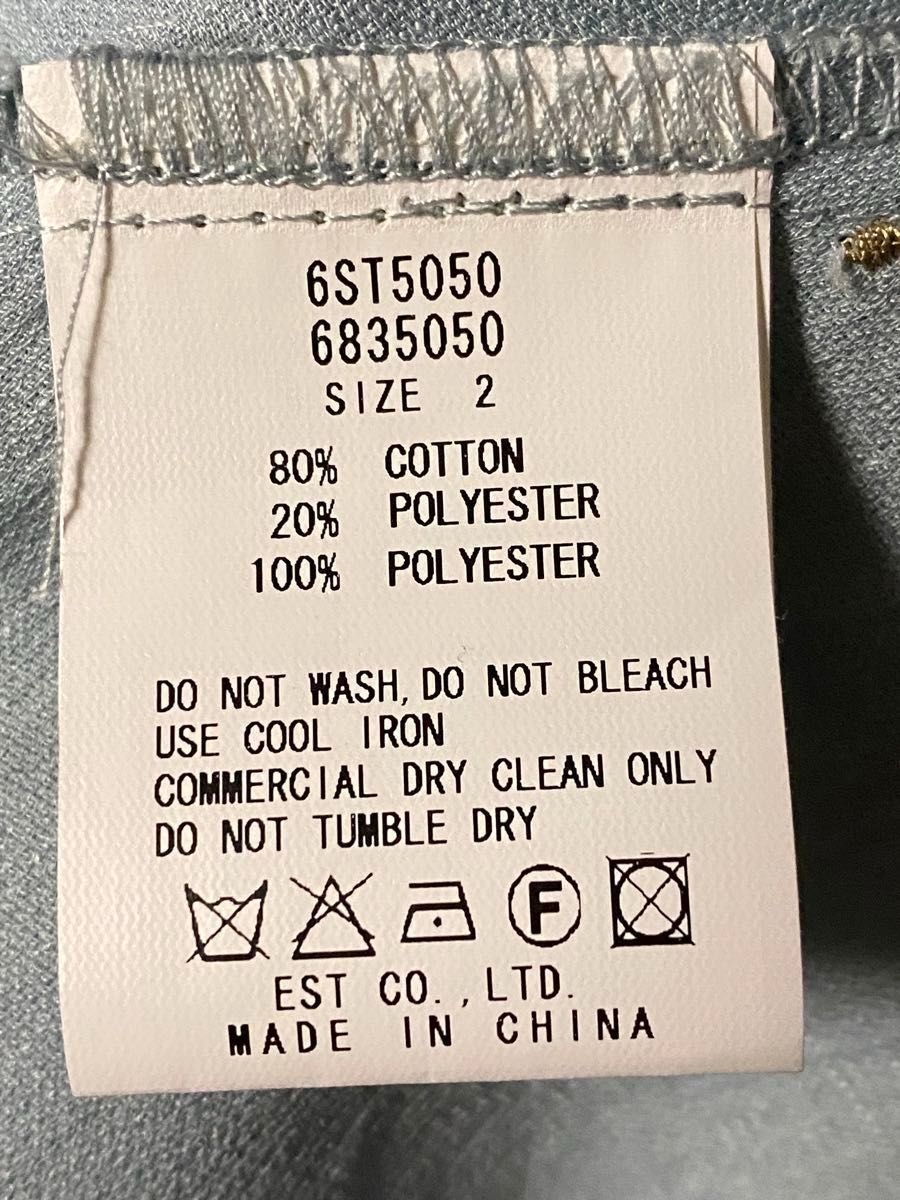 6ST5050
6835050
SIZE 2
80% COTTON
20% POLYESTER
100% POLYESTER
DO NOT WASH, DO NOT BLEACH
USE COOL IRON
COMMERCIAL DRY CLEAN ONLY
DO NOT TUMBLE DRY
F
EST CO., LTD.
MADE IN CHINA